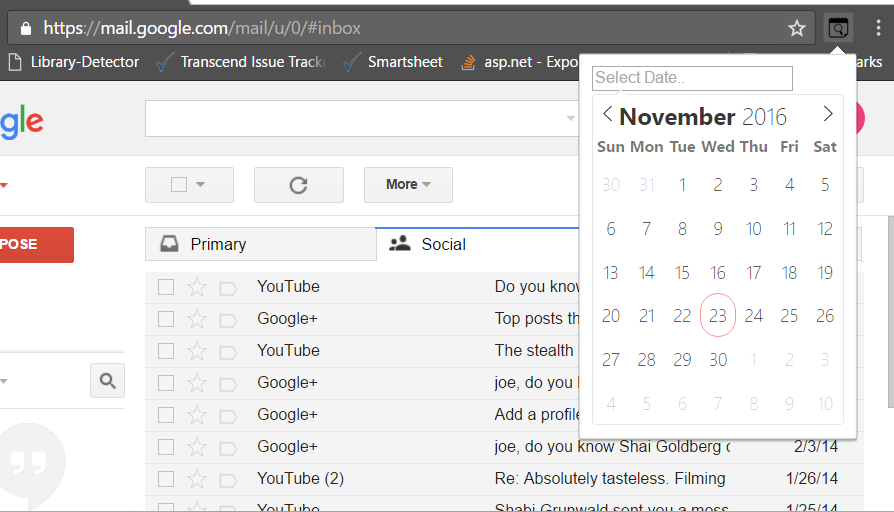 https://mail.google.com/mail/u/0/#inbox
Library-Detector Transcend Issue Track Smartsheet asp.net - Expo arks
gle
Select Date..
November 2016
Sun Mon Tue Wed Thu Fri Sat
30 31 1 2 3 4 5
6 7 8 9 10 11 12
13 14 15 16 17 18 19
20 21 22 23 24 25 26
27 28 29 30 1 2 3
4 5 6 7 8 9 10
More
POSE
Primary Social
YouTube Do you know
Google+ Top posts th
YouTube The stealth
Google+ joe, do you
Google+ Add a profile
Google+ joe, do you know Shai Goldberg 2/3/14
YouTube (2) Re: Absolutely tasteless. Filming 1/26/14
YouTube Shabi Grunwald sent you a mess 1/25/14